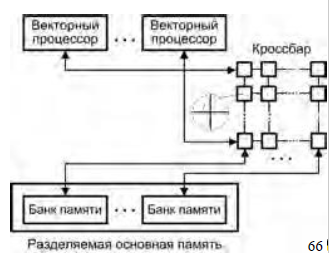 Векторный процессор . . . Векторный процессор
Кроссбар
. . .
Банк памяти . . . Банк памяти
Разделяемая основная память
66